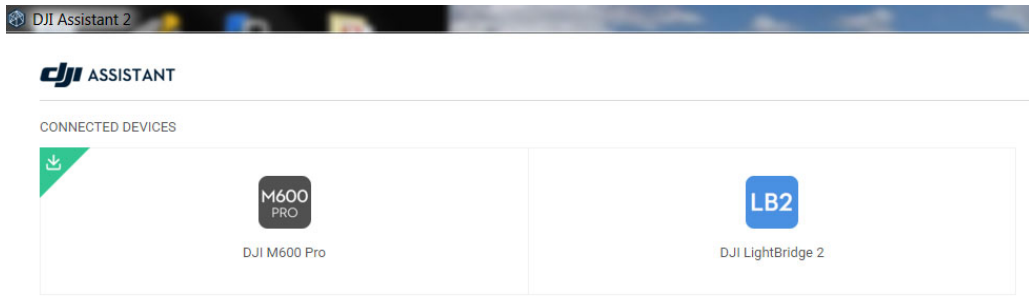 DJI Assistant 2
dji ASSISTANT
CONNECTED DEVICES
M600
PRO
LB2
DJI M600 Pro
DJI LightBridge 2